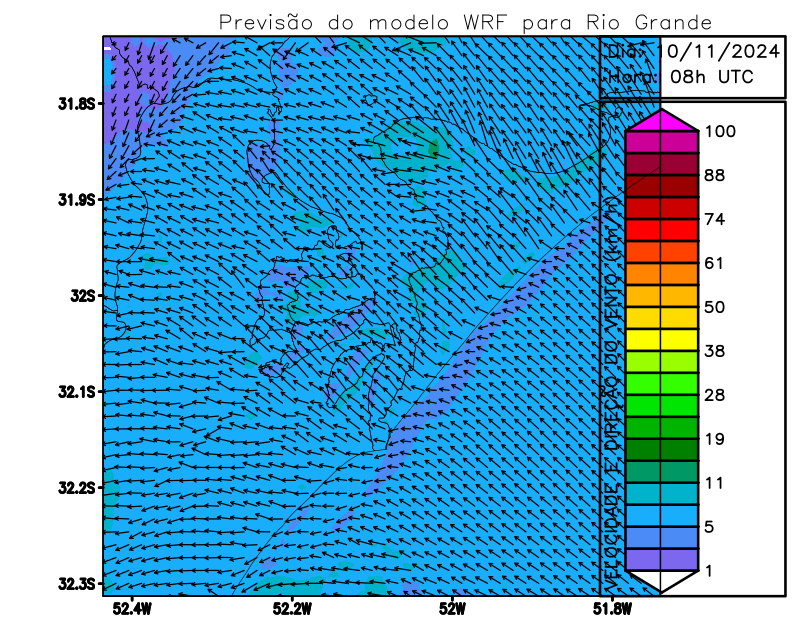 Previsão do modelo WRF para Rio Grande
Dia: 10/11/2024
Hora: 08h UTC
31.8S
31.9S
32S
32.1S
32.2S
32.3S
52.4W
52.2W
52W
51.8W
VELOCIDADE E DIREÇÃO DO VENTO (km/h)
100
88
74
61
50
38
28
19
11
5
1